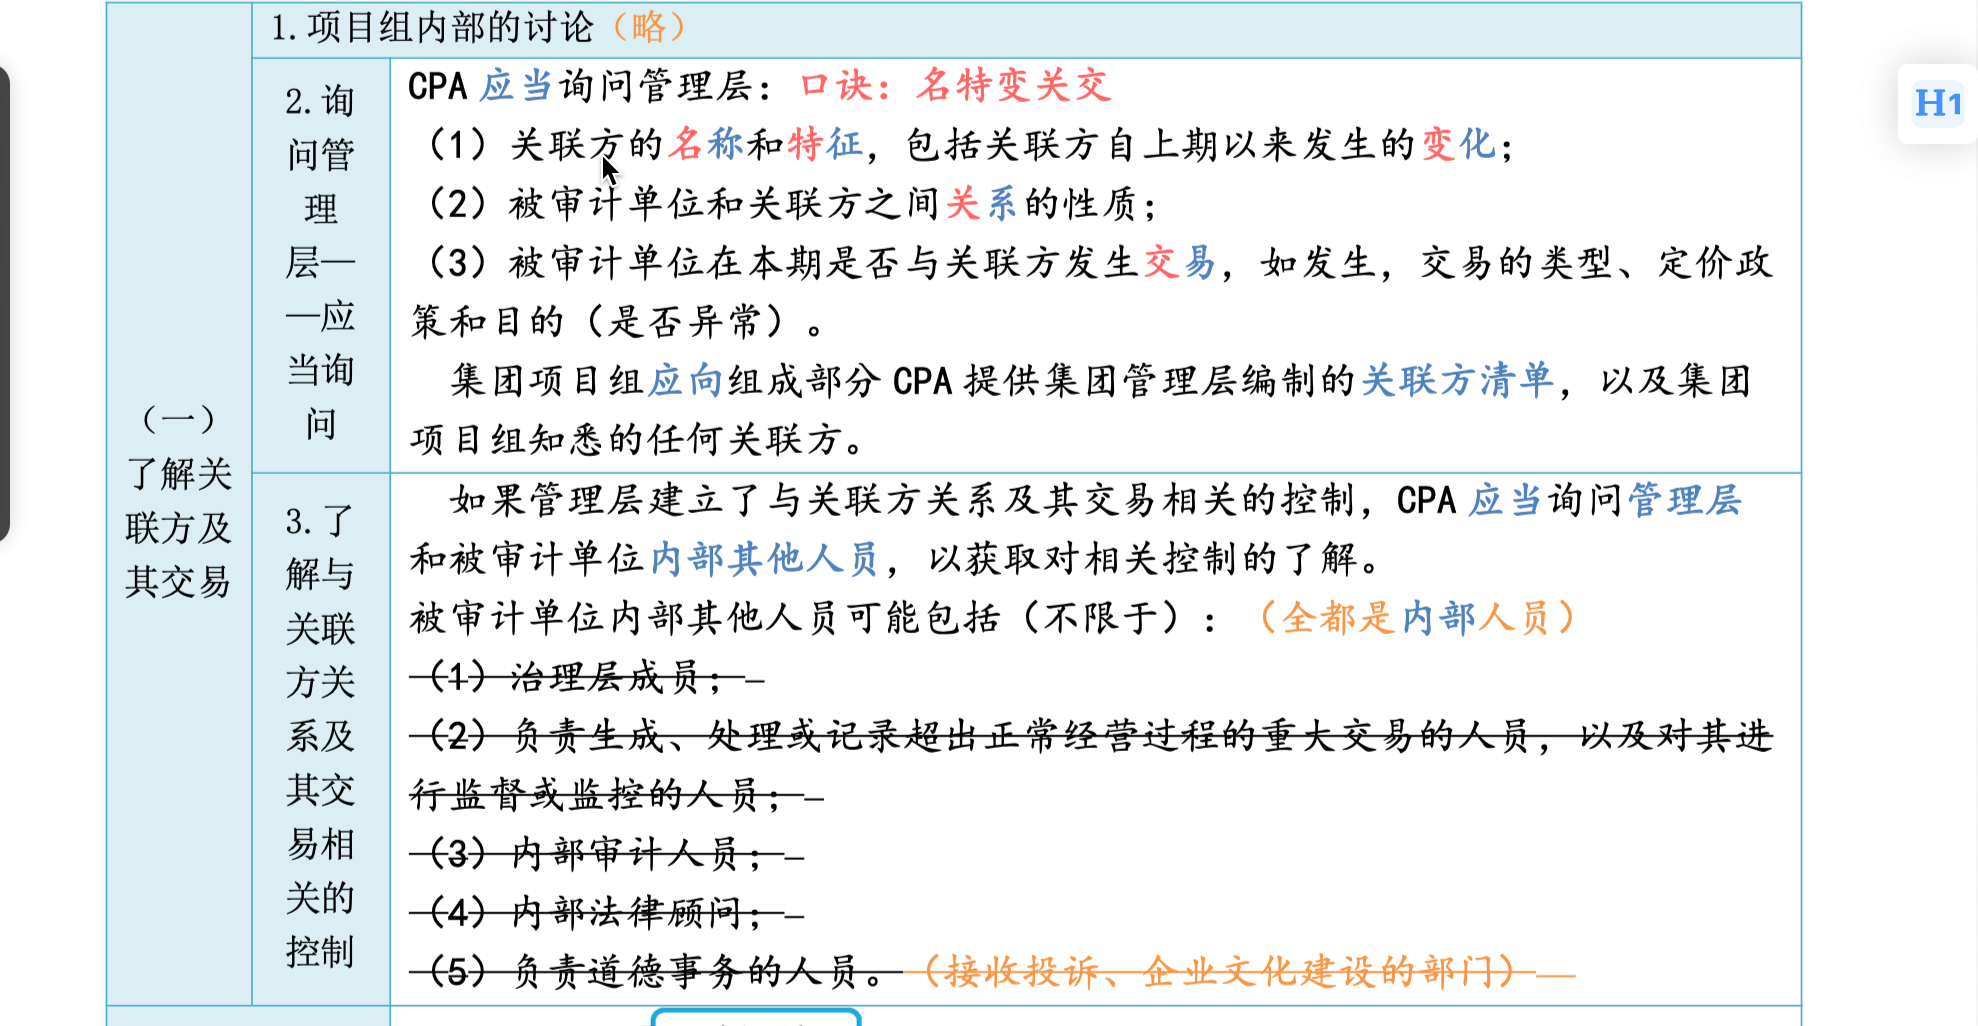 1.项目组内部的讨论（略）
（一）
了解关
联方及
其交易
2.询
问管
理
层—
—应
当询
问
CPA 应当询问管理层：口诀：名特变关交
（1）关联方的名称和特征，包括关联方自上期以来发生的变化；
（2）被审计单位和关联方之间关系的性质；
（3）被审计单位在本期是否与关联方发生交易，如发生，交易的类型、定价政
策和目的（是否异常）。
集团项目组应向组成部分 CPA 提供集团管理层编制的关联方清单，以及集团
项目组知悉的任何关联方。
3.了
解与
关联
方关
系及
其交
易相
关的
控制
如果管理层建立了与关联方关系及其交易相关的控制，CPA 应当询问管理层
和被审计单位内部其他人员，以获取对相关控制的了解。
被审计单位内部其他人员可能包括（不限于）：（全都是内部人员）
（1）治理层成员；
（2）负责生成、处理或记录超出正常经营过程的重大交易的人员，以及对其进
行监督或监控的人员；
（3）内部审计人员；
（4）内部法律顾问；
（5）负责道德事务的人员。（接收投诉、企业文化建设的部门）
H1